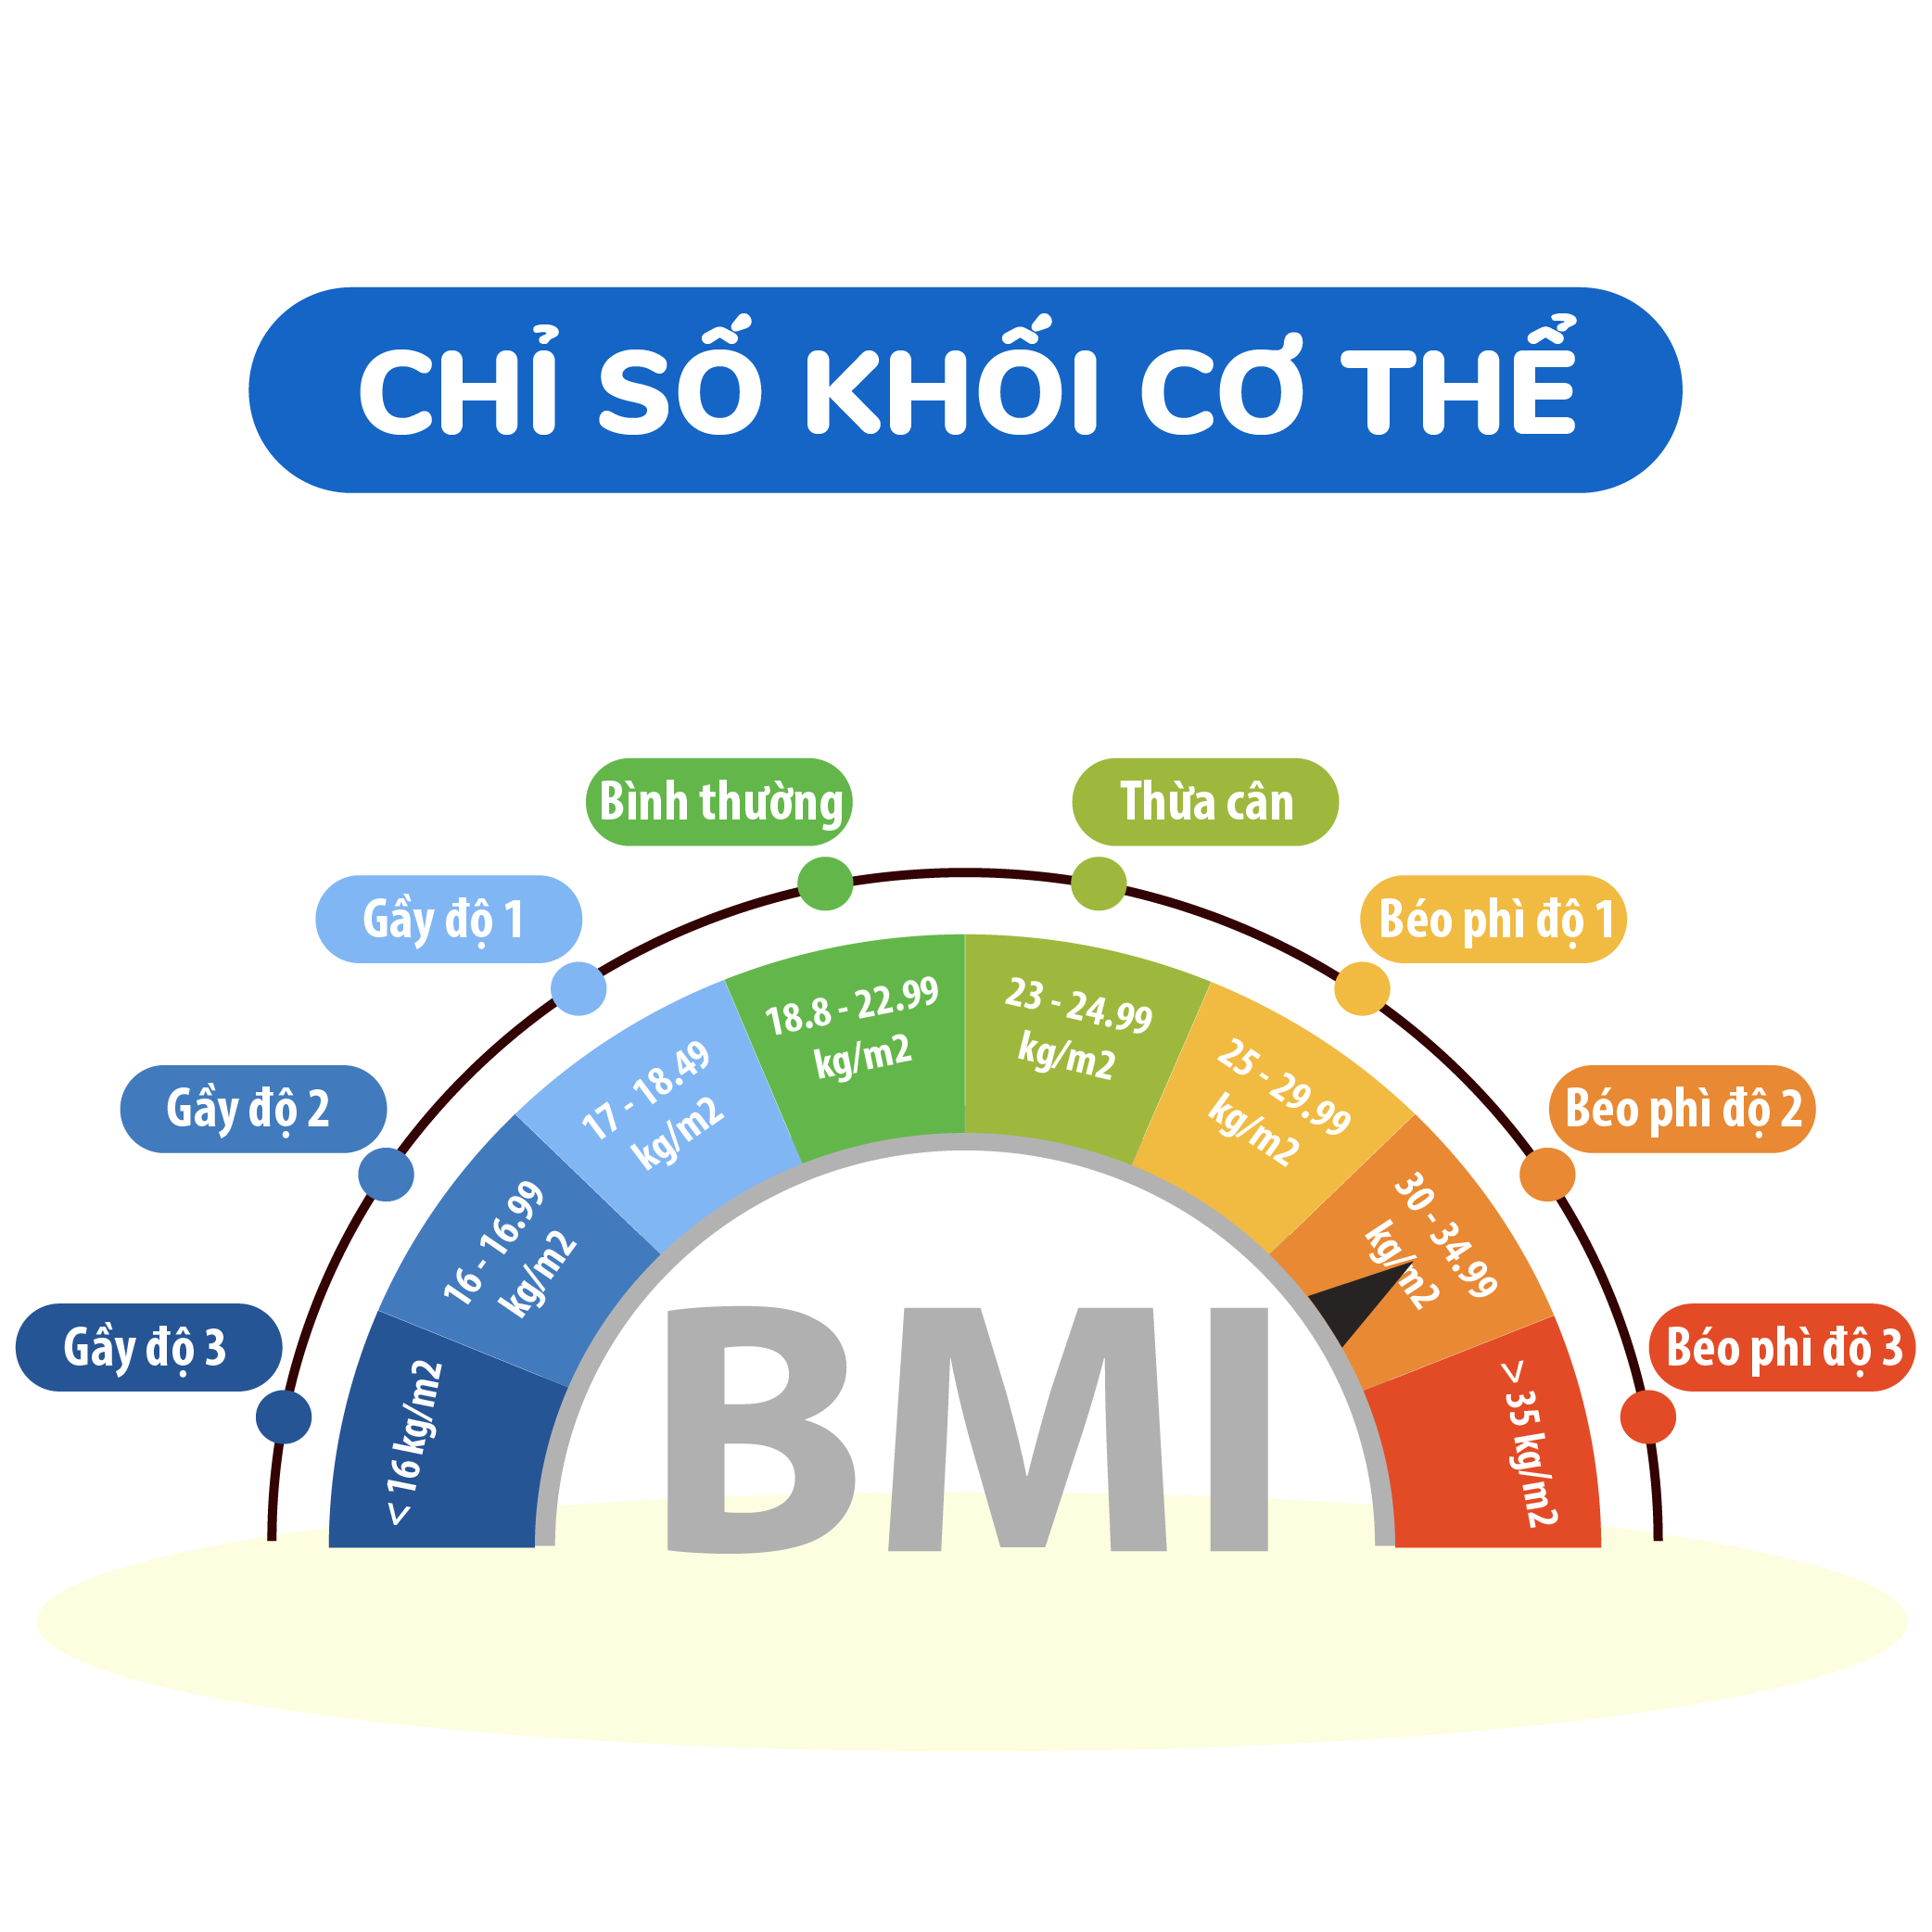 CHỈ SỐ KHỐI CƠ THỂ
Bình thường
Thừa cân
Gầy độ 1
Béo phì độ 1
Gầy độ 2
Béo phì độ 2
Gầy độ 3
Béo phì độ 3
< 16 kg/m2
16 - 16.99
kg/m2
17 - 18.49
kg/m2
18.8 - 22.99
kg/m2
23 - 24.99
kg/m2
25 - 29.99
kg/m2
30 - 34.99
kg/m2
> 35 kg/m2
BMI